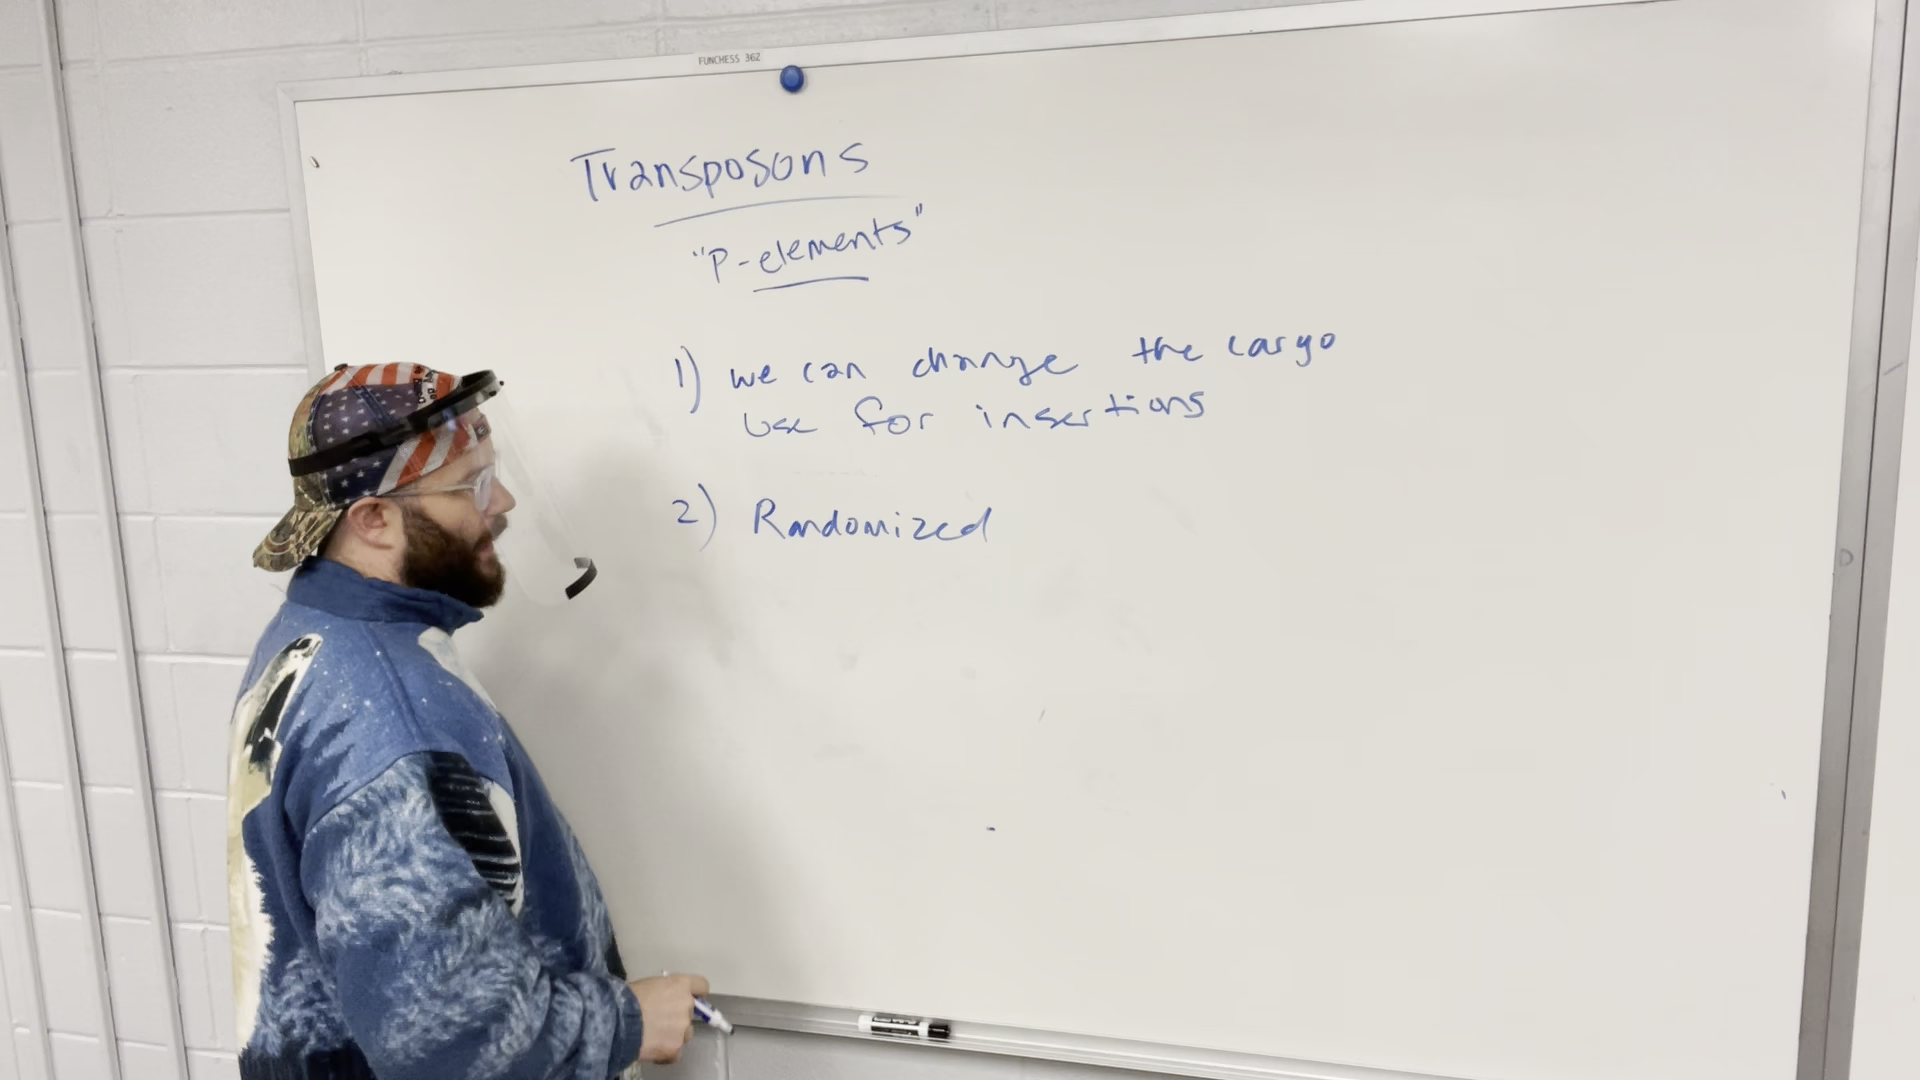 FUNCHESS 362
Transposons
"P-elements"
1) we can change the cargo
use for insertions
2) Randomized